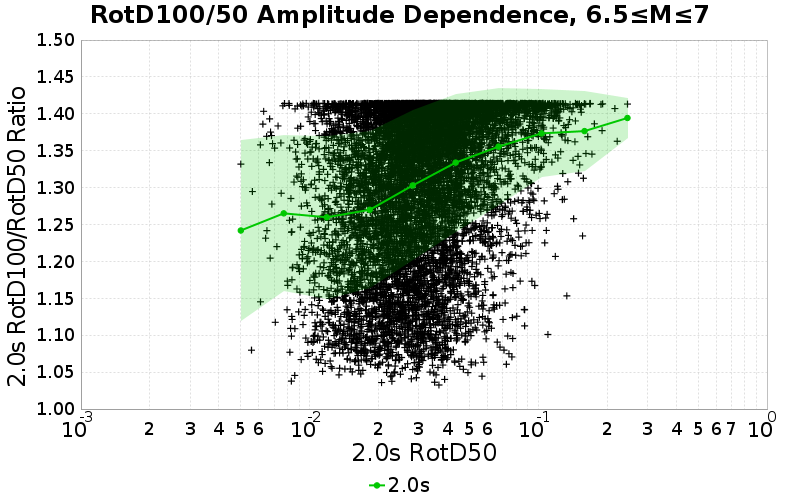 RotD100/50 Amplitude Dependence, 6.5≤M≤7
2.0s RotD100/RotD50 Ratio
1.50
1.45
1.40
1.35
1.30
1.25
1.20
1.15
1.10
1.05
1.00
10-3 2 3 4 5 6 10-2 2 3 4 5 6 10-1 2 3 4 5 6 7 100
2.0s RotD50
2.0s